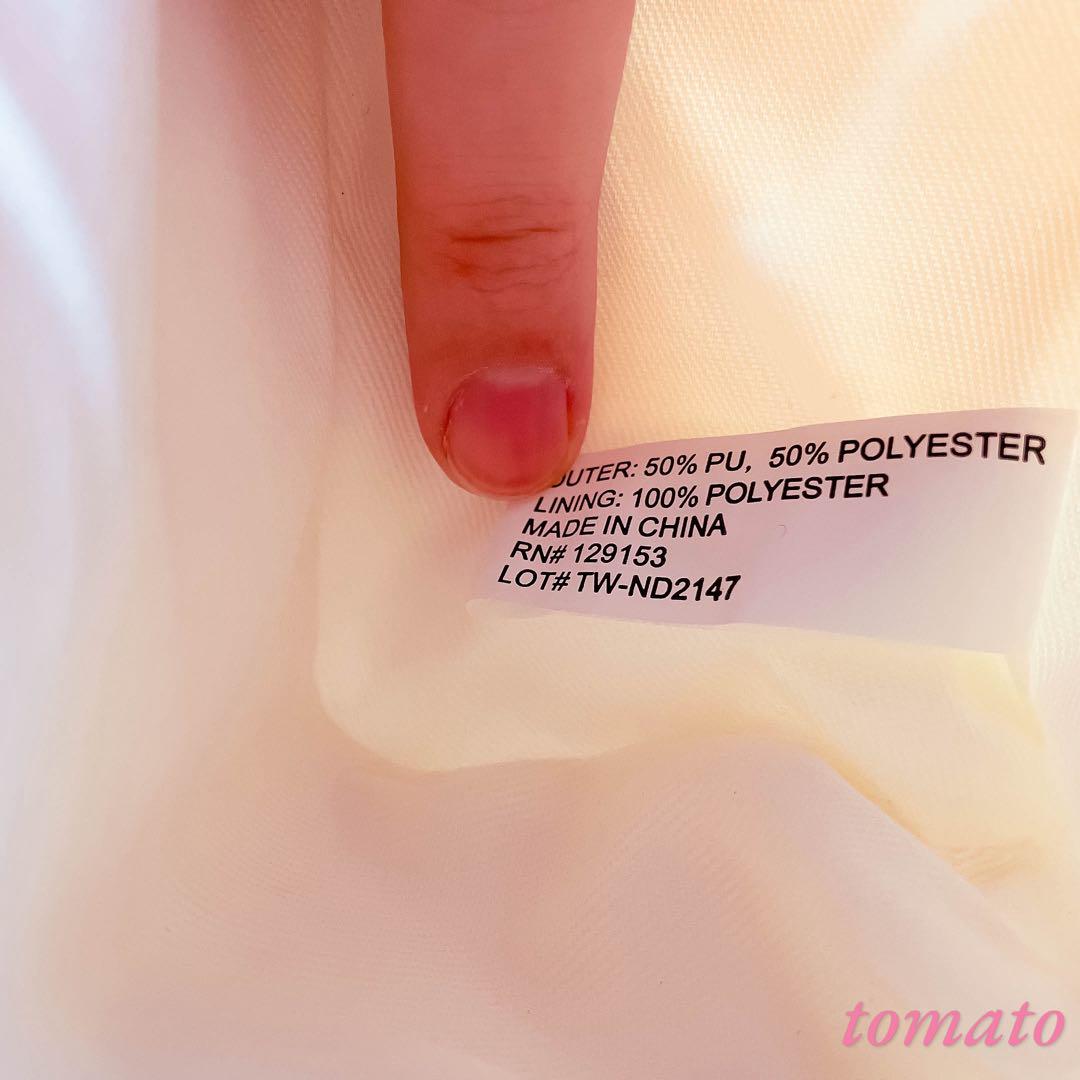 OUTER: 50% PU, 50% POLYESTER
LINING: 100% POLYESTER
MADE IN CHINA
RN# 129153
LOT# TW-ND2147
tomato